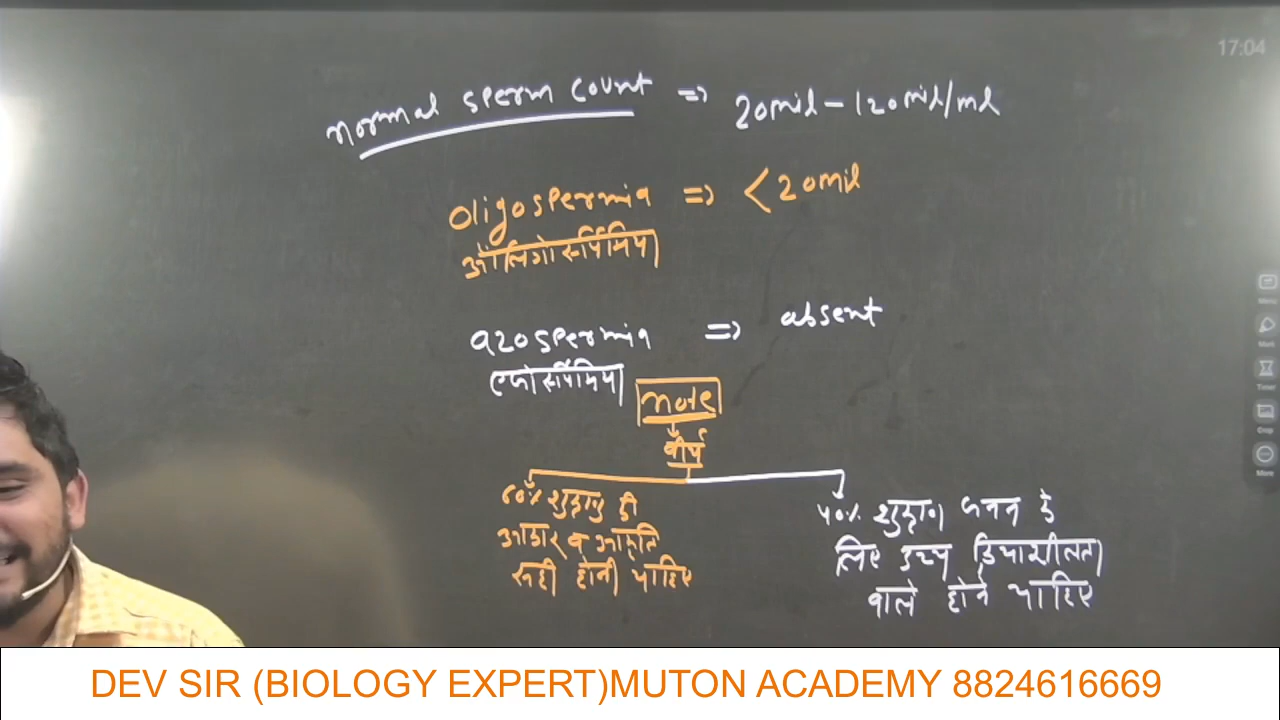 17:04
normal sperm count => 20mil - 120mil/ml
Oligospermia => < 20mil
ऑलिगोस्पर्मिया
azospermia => absent
एजोस्पर्मिया
note
वीर्य
60% शुक्राणु की
आकार व आकृति
सही होनी चाहिए
40% शुक्राणु जनन के
लिए उच्च क्रियाशीलता
वाले होने चाहिए
More
DEV SIR (BIOLOGY EXPERT)MUTON ACADEMY 8824616669